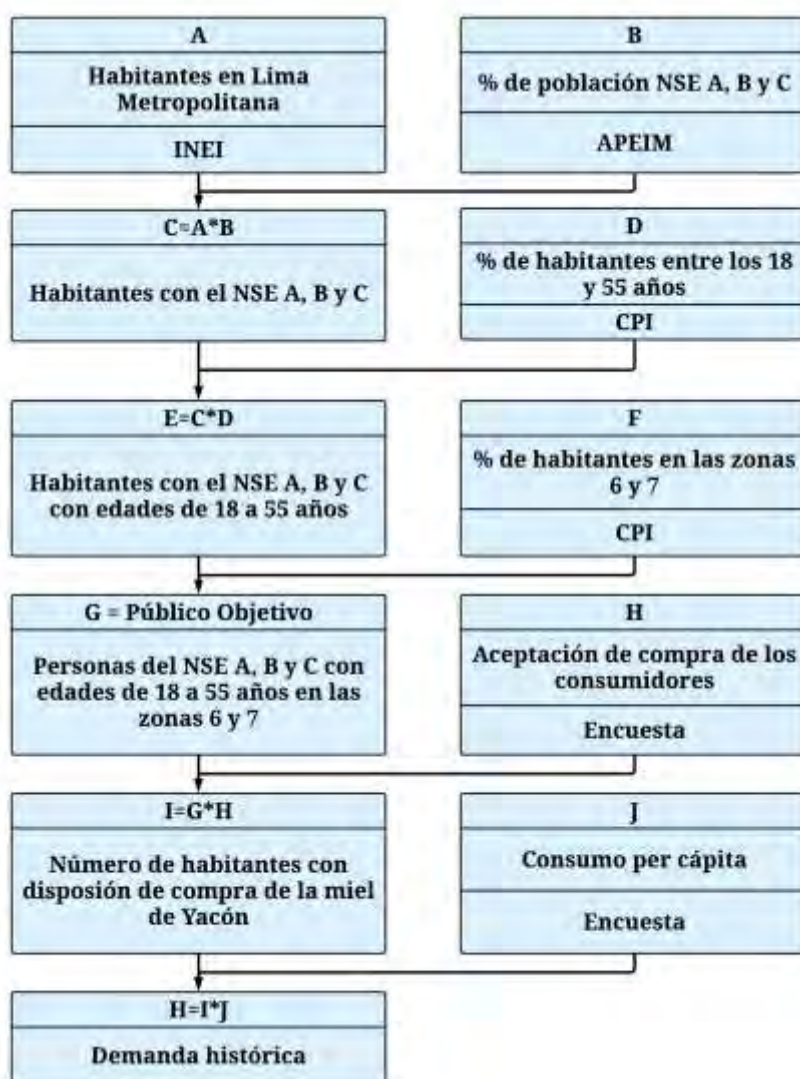 A
Habitantes en Lima
Metropolitana
INEI
B
% de población NSE A, B y C
APEIM
C=A*B
Habitantes con el NSE A, B y C
D
% de habitantes entre los 18
y 55 años
CPI
E=C*D
Habitantes con el NSE A, B y C
con edades de 18 a 55 años
F
% de habitantes en las zonas
6 y 7
CPI
G = Público Objetivo
Personas del NSE A, B y C con
edades de 18 a 55 años en las
zonas 6 y 7
H
Aceptación de compra de los
consumidores
Encuesta
I=G*H
Número de habitantes con
disposión de compra de la miel
de Yacón
J
Consumo per cápita
Encuesta
H=I*J
Demanda histórica